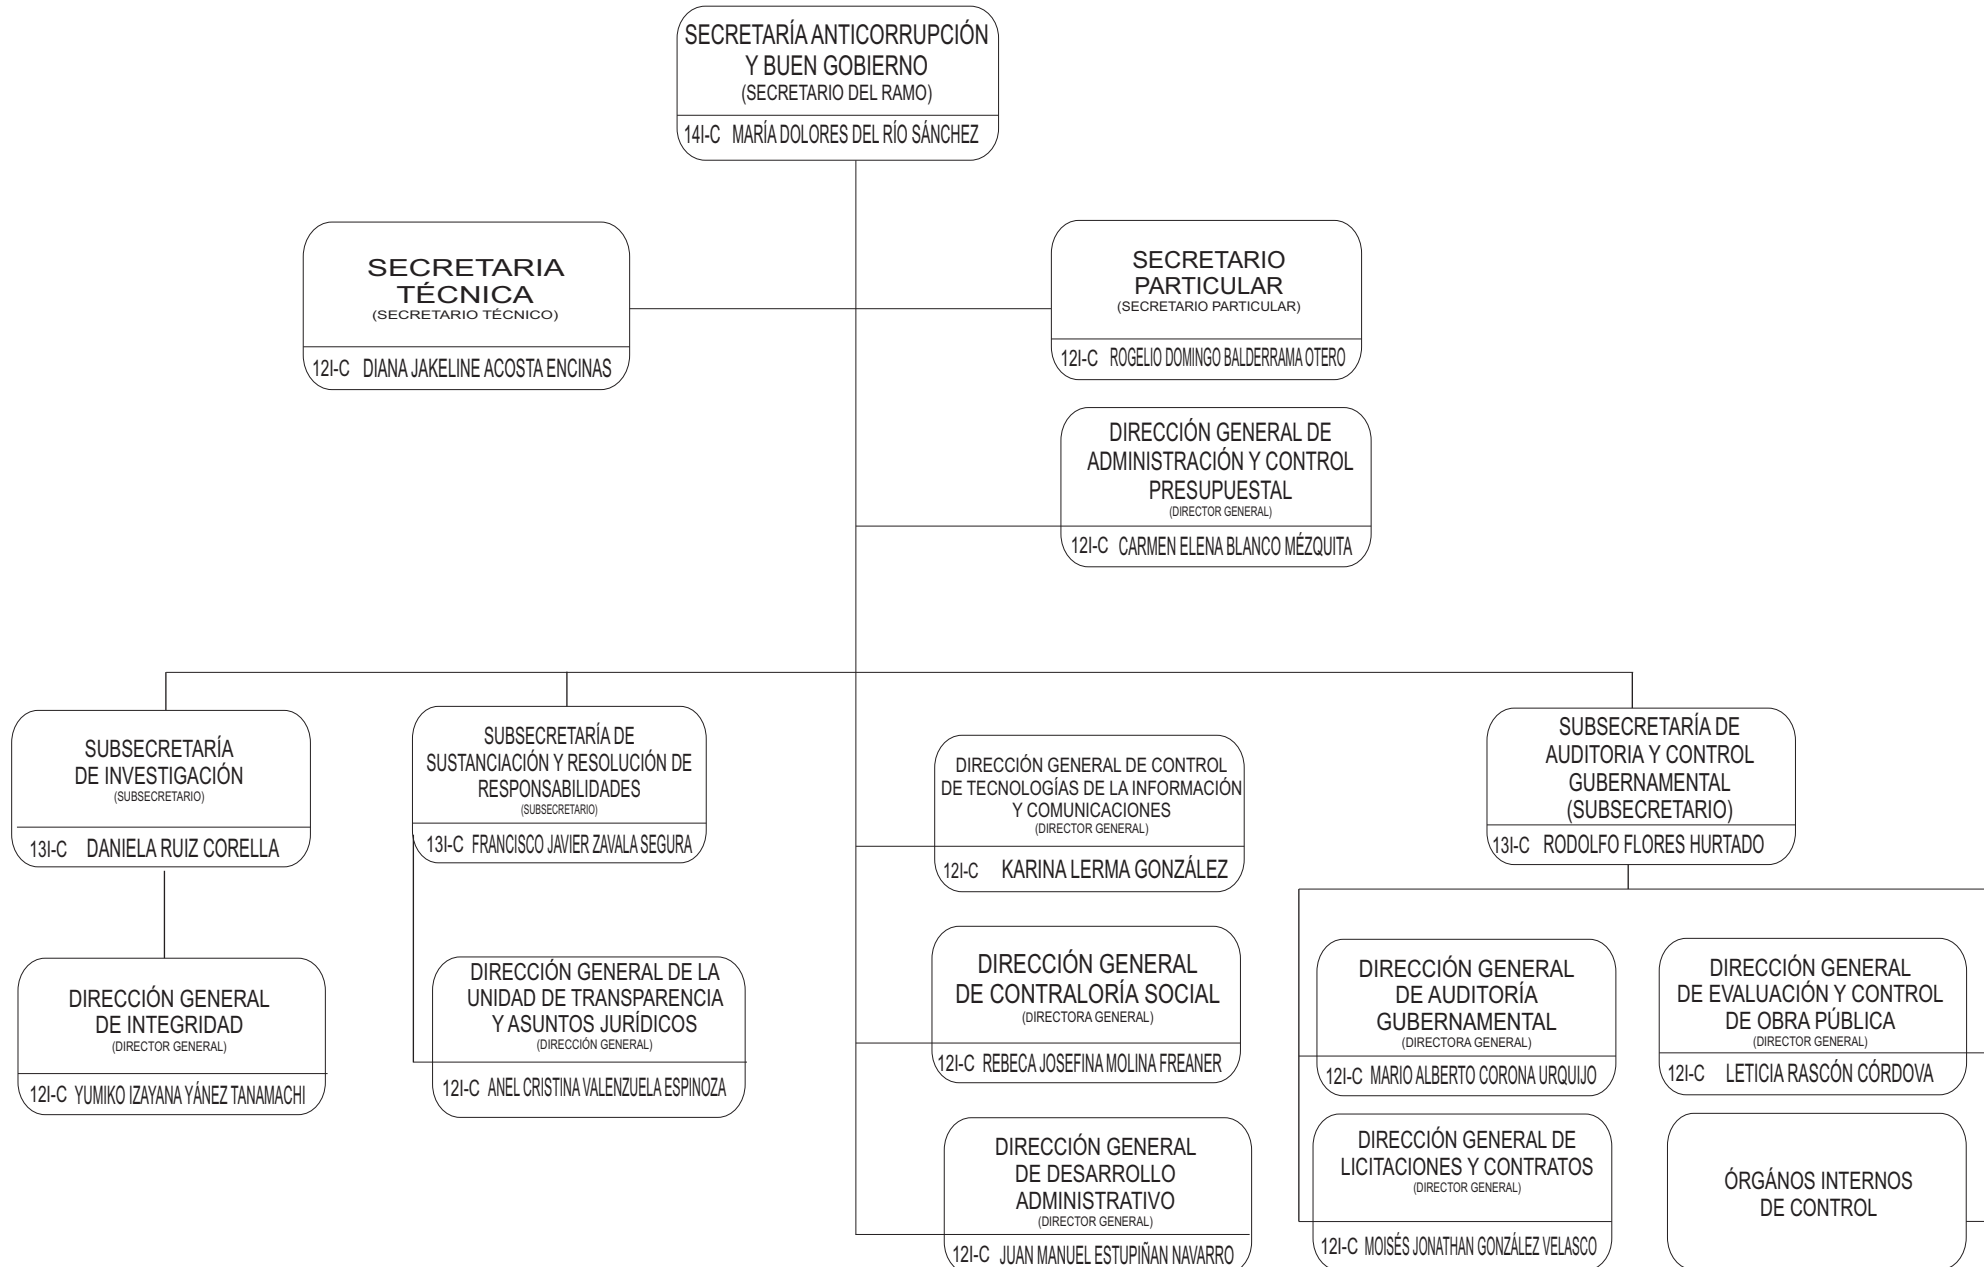 SECRETARÍA ANTICORRUPCIÓN
Y BUEN GOBIERNO
(SECRETARIO DEL RAMO)
14I-C MARÍA DOLORES DEL RÍO SÁNCHEZ
SECRETARIA
TÉCNICA
(SECRETARIO TÉCNICO)
12I-C DIANA JAKELINE ACOSTA ENCINAS
SECRETARIO
PARTICULAR
(SECRETARIO PARTICULAR)
12I-C ROGELIO DOMINGO BALDERRAMA OTERO
DIRECCIÓN GENERAL DE
ADMINISTRACIÓN Y CONTROL
PRESUPUESTAL
(DIRECTOR GENERAL)
12I-C CARMEN ELENA BLANCO MÉZQUITA
SUBSECRETARÍA
DE INVESTIGACIÓN
(SUBSECRETARIO)
13I-C DANIELA RUIZ CORELLA
SUBSECRETARÍA DE
SUSTANCIACIÓN Y RESOLUCIÓN DE
RESPONSABILIDADES
(SUBSECRETARIO)
13I-C FRANCISCO JAVIER ZAVALA SEGURA
DIRECCIÓN GENERAL DE CONTROL
DE TECNOLOGÍAS DE LA INFORMACIÓN
Y COMUNICACIONES
(DIRECTOR GENERAL)
12I-C KARINA LERMA GONZÁLEZ
SUBSECRETARÍA DE
AUDITORIA Y CONTROL
GUBERNAMENTAL
(SUBSECRETARIO)
13I-C RODOLFO FLORES HURTADO
DIRECCIÓN GENERAL
DE INTEGRIDAD
(DIRECTOR GENERAL)
12I-C YUMIKO IZAYANA YÁNEZ TANAMACHI
DIRECCIÓN GENERAL DE LA
UNIDAD DE TRANSPARENCIA
Y ASUNTOS JURÍDICOS
(DIRECCIÓN GENERAL)
12I-C ANEL CRISTINA VALENZUELA ESPINOZA
DIRECCIÓN GENERAL
DE CONTRALORÍA SOCIAL
(DIRECTORA GENERAL)
12I-C REBECA JOSEFINA MOLINA FREANER
DIRECCIÓN GENERAL
DE AUDITORÍA
GUBERNAMENTAL
(DIRECTORA GENERAL)
12I-C MARIO ALBERTO CORONA URQUIJO
DIRECCIÓN GENERAL
DE EVALUACIÓN Y CONTROL
DE OBRA PÚBLICA
(DIRECTOR GENERAL)
12I-C LETICIA RASCÓN CÓRDOVA
DIRECCIÓN GENERAL
DE DESARROLLO
ADMINISTRATIVO
(DIRECTOR GENERAL)
12I-C JUAN MANUEL ESTUPIÑAN NAVARRO
DIRECCIÓN GENERAL DE
LICITACIONES Y CONTRATOS
(DIRECTOR GENERAL)
12I-C MOISÉS JONATHAN GONZÁLEZ VELASCO
ÓRGÁNOS INTERNOS
DE CONTROL